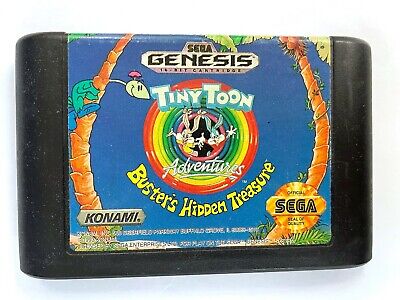 SEGA
GENESIS
16-BIT CARTRIDGE
TINY TOON
Adventures
Buster's Hidden Treasure
KONAMI
OFFICIAL
SEGA
SEAL OF
QUALITY